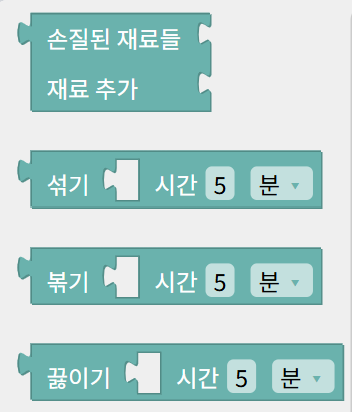 손질된 재료들
재료 추가
섞기 시간 5 분
볶기 시간 5 분
끓이기 시간 5 분